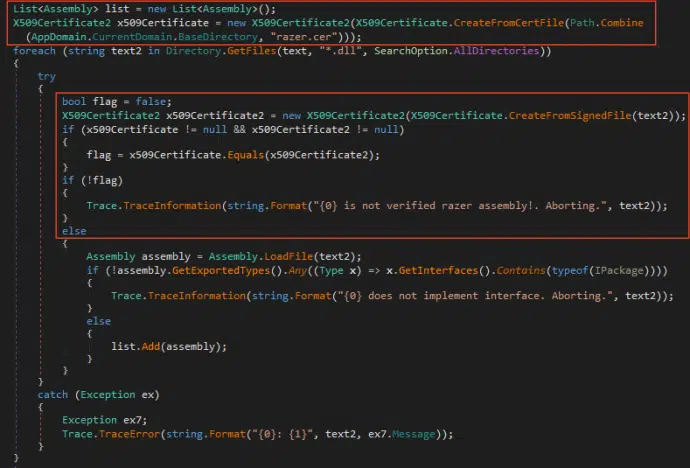 List<Assembly> list = new List<Assembly>();
X509Certificate2 x509Certificate = new X509Certificate2(X509Certificate.CreateFromCertFile(Path.Combine
(AppDomain.CurrentDomain.BaseDirectory, "razer.cer")));
foreach (string text2 in Directory.GetFiles(text, "*.dll", SearchOption.AllDirectories))
{
try
{
bool flag = false;
X509Certificate2 x509Certificate2 = new X509Certificate2(X509Certificate.CreateFromSignedFile(text2));
if (x509Certificate != null && x509Certificate2 != null)
{
flag = x509Certificate.Equals(x509Certificate2);
}
if (!flag)
{
Trace.TraceInformation(string.Format("{0} is not verified razer assembly!. Aborting.", text2));
}
else
{
Assembly assembly = Assembly.LoadFile(text2);
if (!assembly.GetExportedTypes().Any((Type x) => x.GetInterfaces().Contains(typeof(IPackage))))
{
Trace.TraceInformation(string.Format("{0} does not implement interface. Aborting.", text2));
}
else
{
list.Add(assembly);
}
}
}
catch (Exception ex)
{
Exception ex7;
Trace.TraceError(string.Format("{0}: {1}", text2, ex7.Message));
}
}